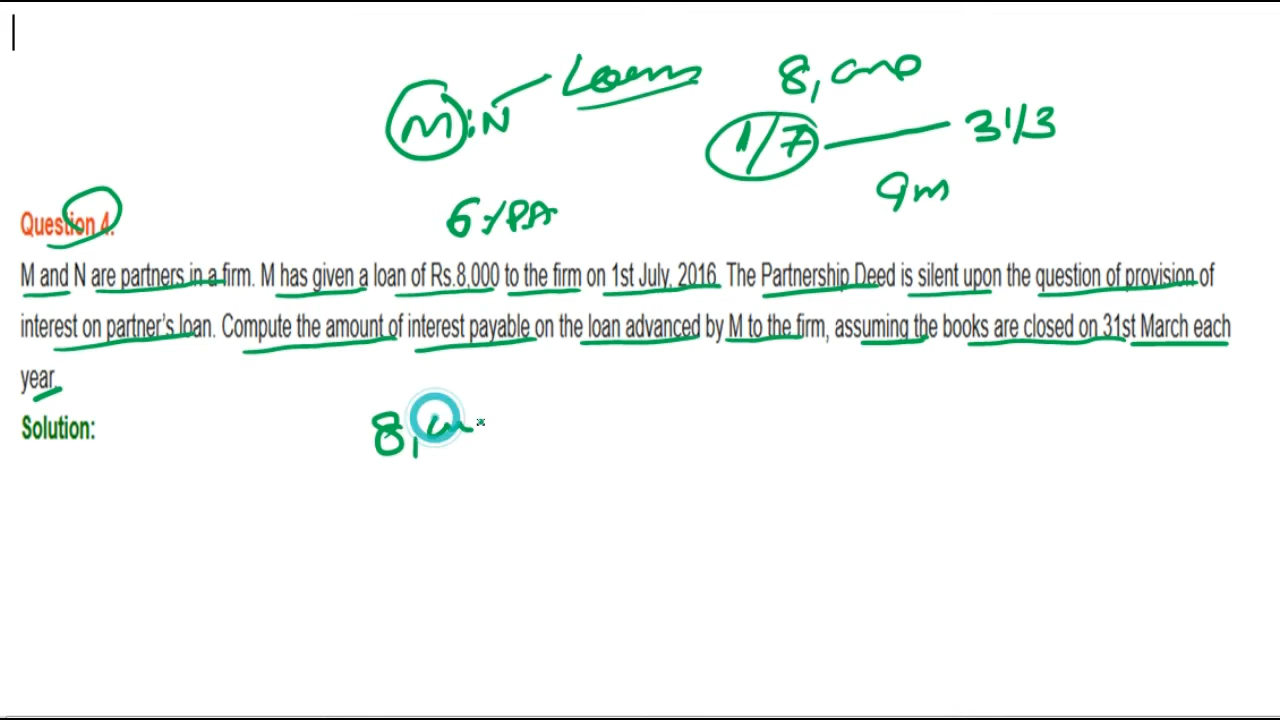 M:N Loans 8,000
1/7 31/3
9m
6%PA
Question 4.
M and N are partners in a firm. M has given a loan of Rs.8,000 to the firm on 1st July, 2016. The Partnership Deed is silent upon the question of provision of
interest on partner's loan. Compute the amount of interest payable on the loan advanced by M to the firm, assuming the books are closed on 31st March each
year.
Solution:
8,